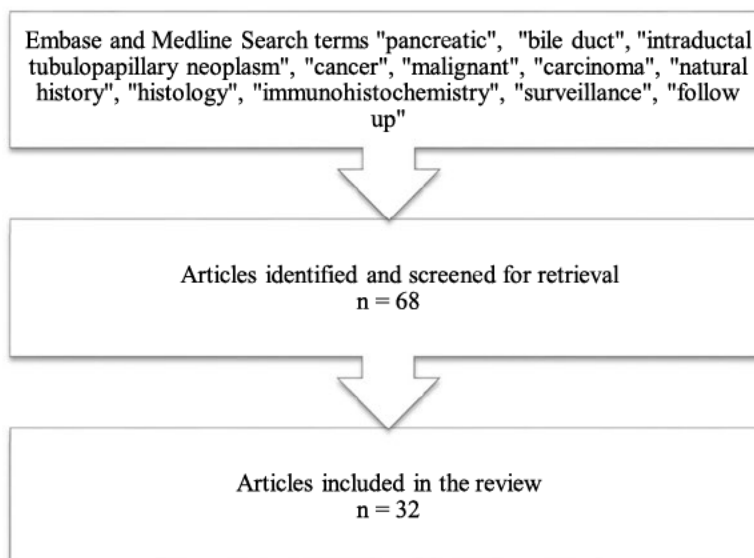 Embase and Medline Search terms "pancreatic", "bile duct", "intraductal
tubulopapillary neoplasm", "cancer", "malignant", "carcinoma", "natural
history", "histology", "immunohistochemistry", "surveillance", "follow
up"
Articles identified and screened for retrieval
n = 68
Articles included in the review
n = 32